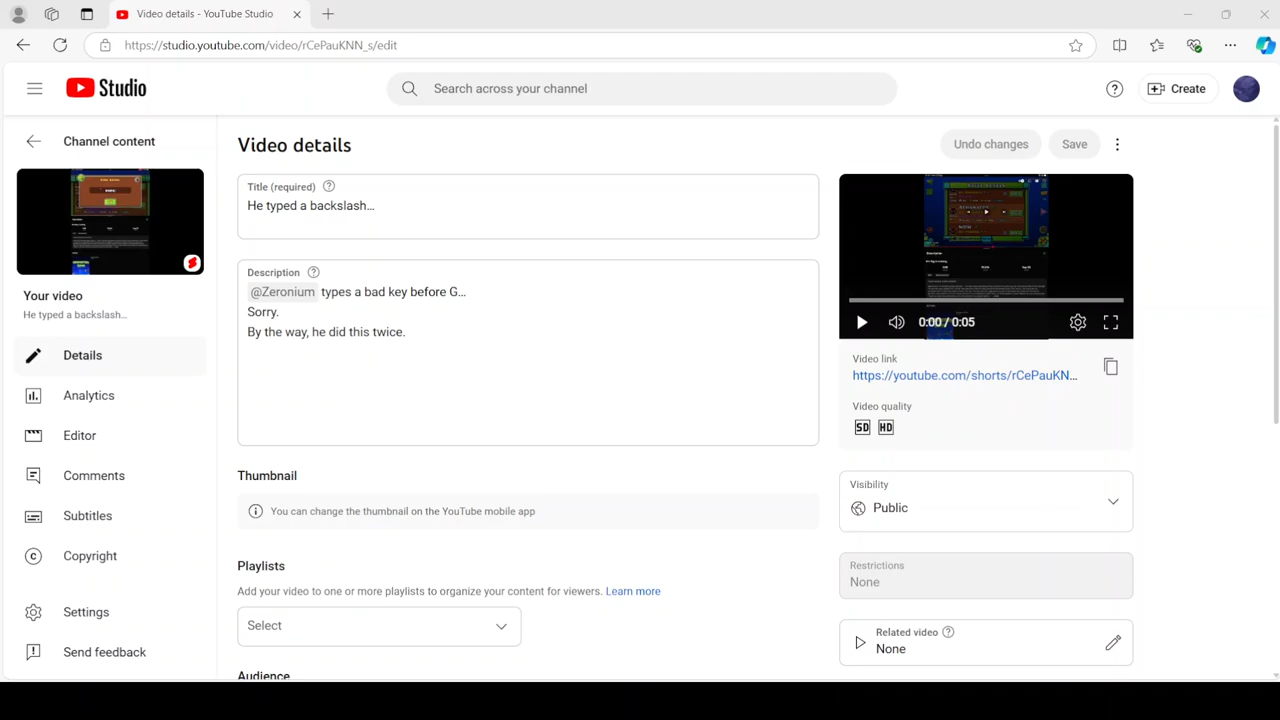 Video details - YouTube Studio
https://studio.youtube.com/video/rCePauKNN_s/edit
Studio
Search across your channel
Create
Channel content
Your video
He typed a backslash...
Details
Analytics
Editor
Comments
Subtitles
Copyright
Settings
Send feedback
Video details
Undo changes
Save
Title (required)
He typed a backslash...
Description
@Zeronium types a bad key before G...
Sorry.
By the way, he did this twice.
Thumbnail
You can change the thumbnail on the YouTube mobile app
Playlists
Add your video to one or more playlists to organize your content for viewers. Learn more
Select
Audience
0:00 / 0:05
Video link
https://youtube.com/shorts/rCePauKN...
Video quality
SD HD
Visibility
Public
Restrictions
None
Related video
None